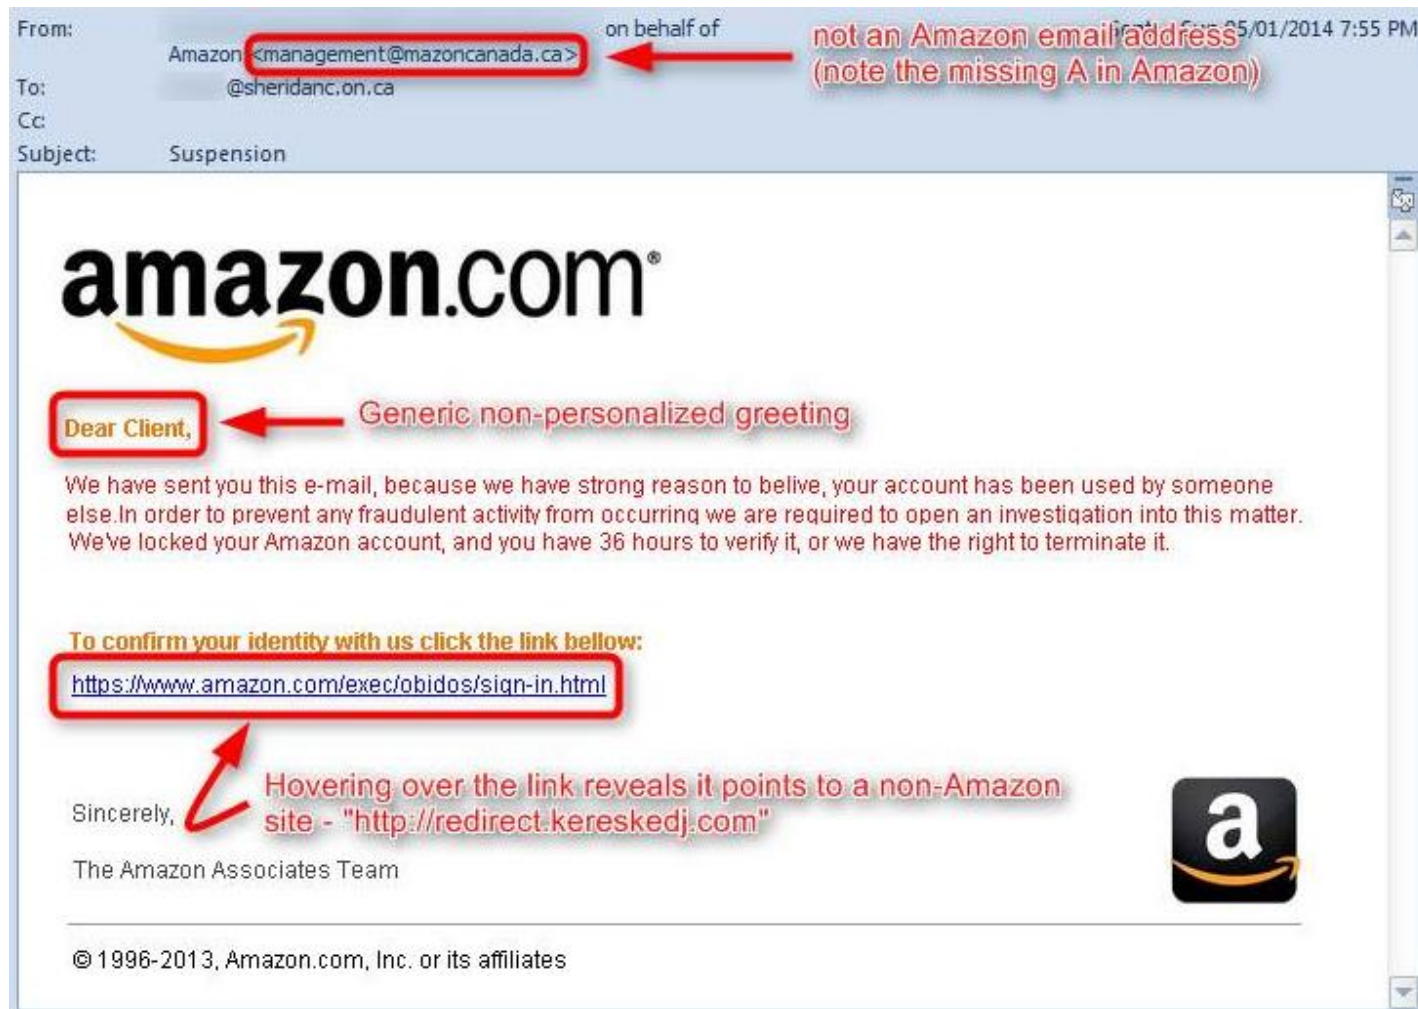 From: on behalf of
not an Amazon email address 5/01/2014 7:55 PM
Amazon <management@mazoncanada.ca>
(note the missing A in Amazon)
To: @sheridanc.on.ca
Cc:
Subject: Suspension
amazon.com®
Dear Client,
Generic non-personalized greeting
We have sent you this e-mail, because we have strong reason to belive, your account has been used by someone
else.In order to prevent any fraudulent activity from occurring we are required to open an investigation into this matter.
We've locked your Amazon account, and you have 36 hours to verify it, or we have the right to terminate it.
To confirm your identity with us click the link bellow:
https://www.amazon.com/exec/obidos/sign-in.html
Hovering over the link reveals it points to a non-Amazon
site - "http://redirect.kereskedj.com"
Sincerely,
The Amazon Associates Team
a
© 1996-2013, Amazon.com, Inc. or its affiliates